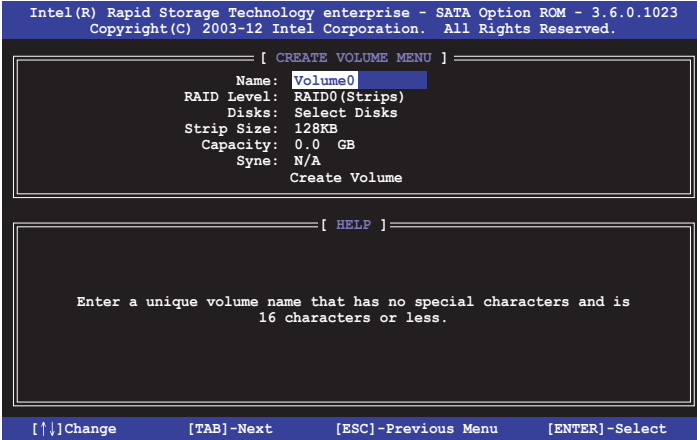 Intel(R) Rapid Storage Technology enterprise - SATA Option ROM - 3.6.0.1023
Copyright(C) 2003-12 Intel Corporation. All Rights Reserved.
[ CREATE VOLUME MENU ]
Name: Volume0
RAID Level: RAID0(Strips)
Disks: Select Disks
Strip Size: 128KB
Capacity: 0.0 GB
Syne: N/A
Create Volume
[ HELP ]
Enter a unique volume name that has no special characters and is
16 characters or less.
[↑↓]Change [TAB]-Next [ESC]-Previous Menu [ENTER]-Select